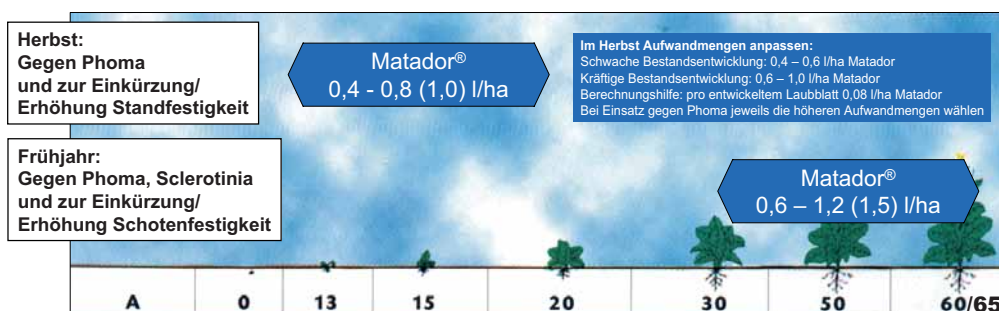 Herbst:
Gegen Phoma
und zur Einkürzung/
Erhöhung Standfestigkeit
Matador®
0,4 - 0,8 (1,0) l/ha
Im Herbst Aufwandmengen anpassen:
Schwache Bestandsentwicklung: 0,4 – 0,6 l/ha Matador
Kräftige Bestandsentwicklung: 0,6 – 1,0 l/ha Matador
Berechnungshilfe: pro entwickeltem Laubblatt 0,08 l/ha Matador
Bei Einsatz gegen Phoma jeweils die höheren Aufwandmengen wählen
Frühjahr:
Gegen Phoma, Sclerotinia
und zur Einkürzung/
Erhöhung Schotenfestigkeit
Matador®
0,6 – 1,2 (1,5) l/ha
A 0 13 15 20 30 50 60/65